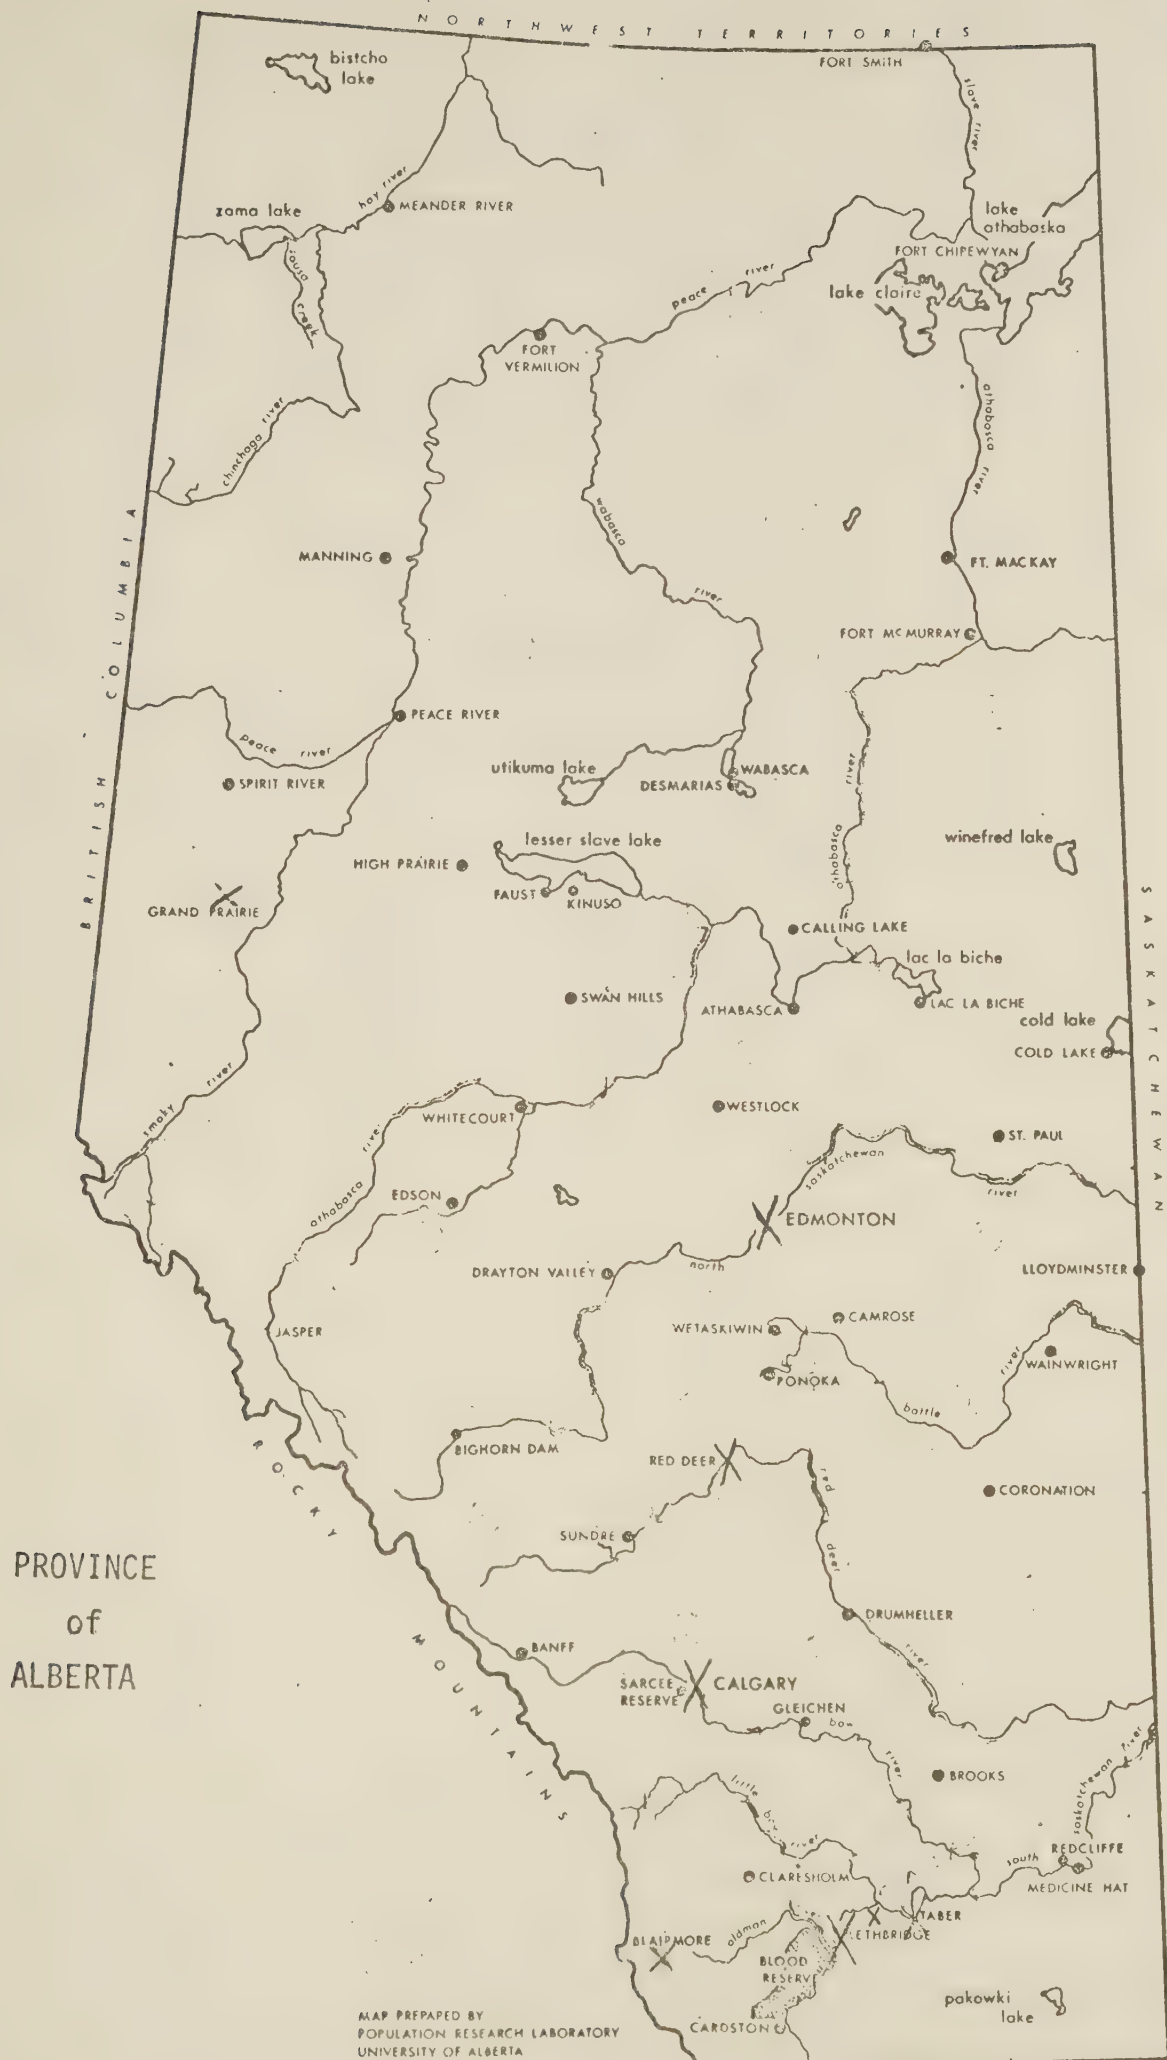 NORTHWEST TERRITORIES
bistcho
lake
FORT SMITH
slave river
hay river
MEANDER RIVER
zama lake
lousa
creek
lake
athabaska
FORT CHIPEWYAN
lake claire
peace river
FORT
VERMILION
chinchaga river
athabasca river
wabasca river
BRITISH COLUMBIA
MANNING
FT. MACKAY
FORT MCMURRAY
PEACE RIVER
peace river
SPIRIT RIVER
utikuma lake
WABASCA
DESMARIAS
athabasca river
lesser slave lake
winefred lake
HIGH PRAIRIE
FAUST
KINUSO
GRAND PRAIRIE
SASKATCHEWAN
CALLING LAKE
lac la biche
SWAN HILLS
ATHABASCA
LAC LA BICHE
cold lake
COLD LAKE
smoky river
WHITECOURT
WESTLOCK
ST. PAUL
athabasca river
saskatchewan river
EDSON
EDMONTON
north
DRAYTON VALLEY
LLOYDMINSTER
JASPER
WETASKIWIN
CAMROSE
WAINWRIGHT
PONOKA
battle river
BIGHORN DAM
RED DEER
red deer river
CORONATION
ROCKY MOUNTAINS
SUNDRE
PROVINCE
of
ALBERTA
DRUMHELLER
BANFF
SARCEE
RESERVE
CALGARY
GLEICHEN
bow river
BROOKS
little bow river
south saskatchewan river
REDCLIFFE
MEDICINE HAT
CLARESHOLM
TABER
ETHBRIDGE
BLAIRMORE
oldman
BLOOD
RESERV
pakowki
lake
CARDSTON
MAP PREPARED BY
POPULATION RESEARCH LABORATORY
UNIVERSITY OF ALBERTA